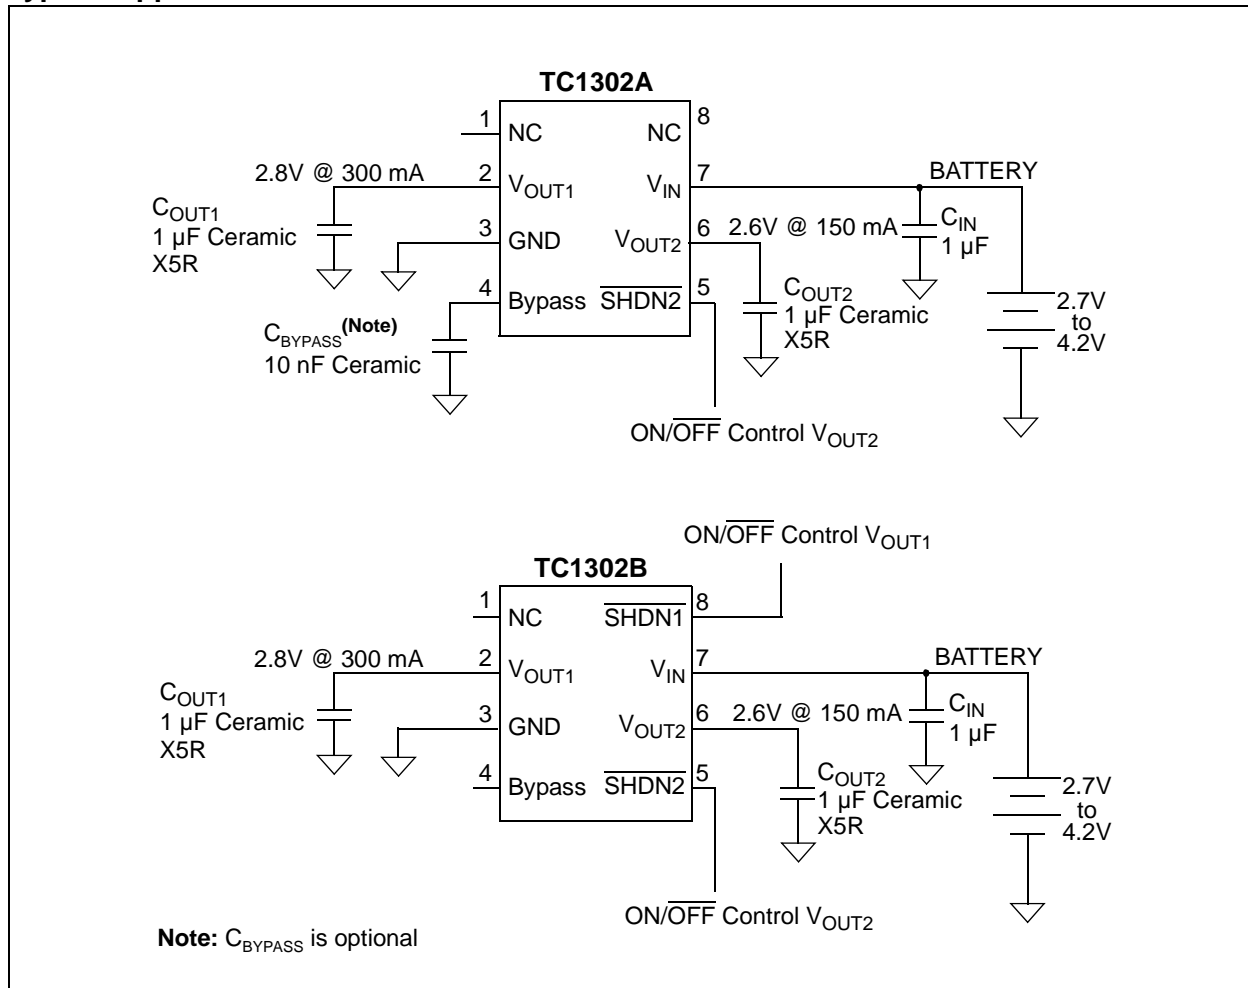 TC1302A
1 NC NC 8
2.8V @ 300 mA 2 VOUT1 VIN 7 BATTERY
COUT1
1 µF Ceramic
X5R
3 GND VOUT2 6 2.6V @ 150 mA
CIN
1 µF
4 Bypass SHDN2 5
COUT2
1 µF Ceramic
X5R
CBYPASS(Note)
10 nF Ceramic
2.7V
to
4.2V
ON/OFF Control VOUT2
ON/OFF Control VOUT1
TC1302B
1 NC SHDN1 8
2.8V @ 300 mA 2 VOUT1 VIN 7 BATTERY
COUT1
1 µF Ceramic
X5R
3 GND VOUT2 6 2.6V @ 150 mA
CIN
1 µF
4 Bypass SHDN2 5
COUT2
1 µF Ceramic
X5R
2.7V
to
4.2V
ON/OFF Control VOUT2
Note: CBYPASS is optional